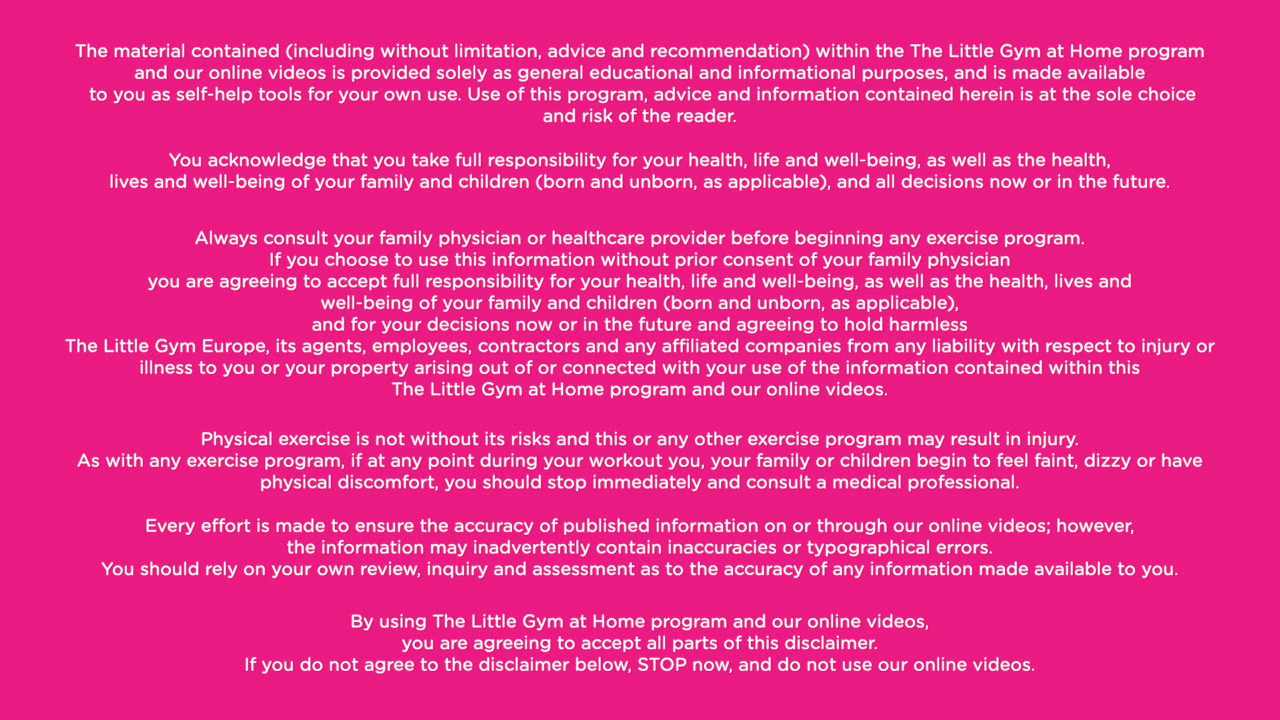 The material contained (including without limitation, advice and recommendation) within the The Little Gym at Home program
and our online videos is provided solely as general educational and informational purposes, and is made available
to you as self-help tools for your own use. Use of this program, advice and information contained herein is at the sole choice
and risk of the reader.
You acknowledge that you take full responsibility for your health, life and well-being, as well as the health,
lives and well-being of your family and children (born and unborn, as applicable), and all decisions now or in the future.
Always consult your family physician or healthcare provider before beginning any exercise program.
If you choose to use this information without prior consent of your family physician
you are agreeing to accept full responsibility for your health, life and well-being, as well as the health, lives and
well-being of your family and children (born and unborn, as applicable),
and for your decisions now or in the future and agreeing to hold harmless
The Little Gym Europe, its agents, employees, contractors and any affiliated companies from any liability with respect to injury or
illness to you or your property arising out of or connected with your use of the information contained within this
The Little Gym at Home program and our online videos.
Physical exercise is not without its risks and this or any other exercise program may result in injury.
As with any exercise program, if at any point during your workout you, your family or children begin to feel faint, dizzy or have
physical discomfort, you should stop immediately and consult a medical professional.
Every effort is made to ensure the accuracy of published information on or through our online videos; however,
the information may inadvertently contain inaccuracies or typographical errors.
You should rely on your own review, inquiry and assessment as to the accuracy of any information made available to you.
By using The Little Gym at Home program and our online videos,
you are agreeing to accept all parts of this disclaimer.
If you do not agree to the disclaimer below, STOP now, and do not use our online videos.